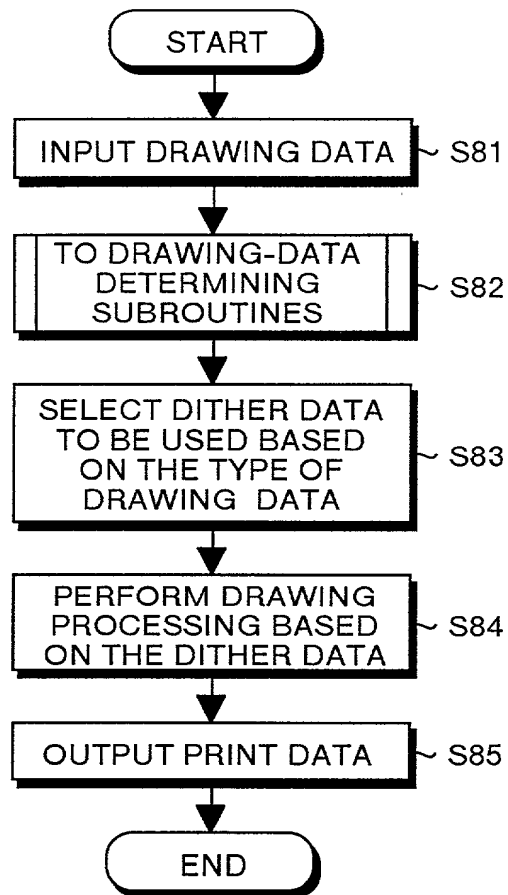 START
INPUT DRAWING DATA
S81
TO DRAWING-DATA
DETERMINING
SUBROUTINES
S82
SELECT DITHER DATA
TO BE USED BASED
ON THE TYPE OF
DRAWING DATA
S83
PERFORM DRAWING
PROCESSING BASED
ON THE DITHER DATA
S84
OUTPUT PRINT DATA
S85
END